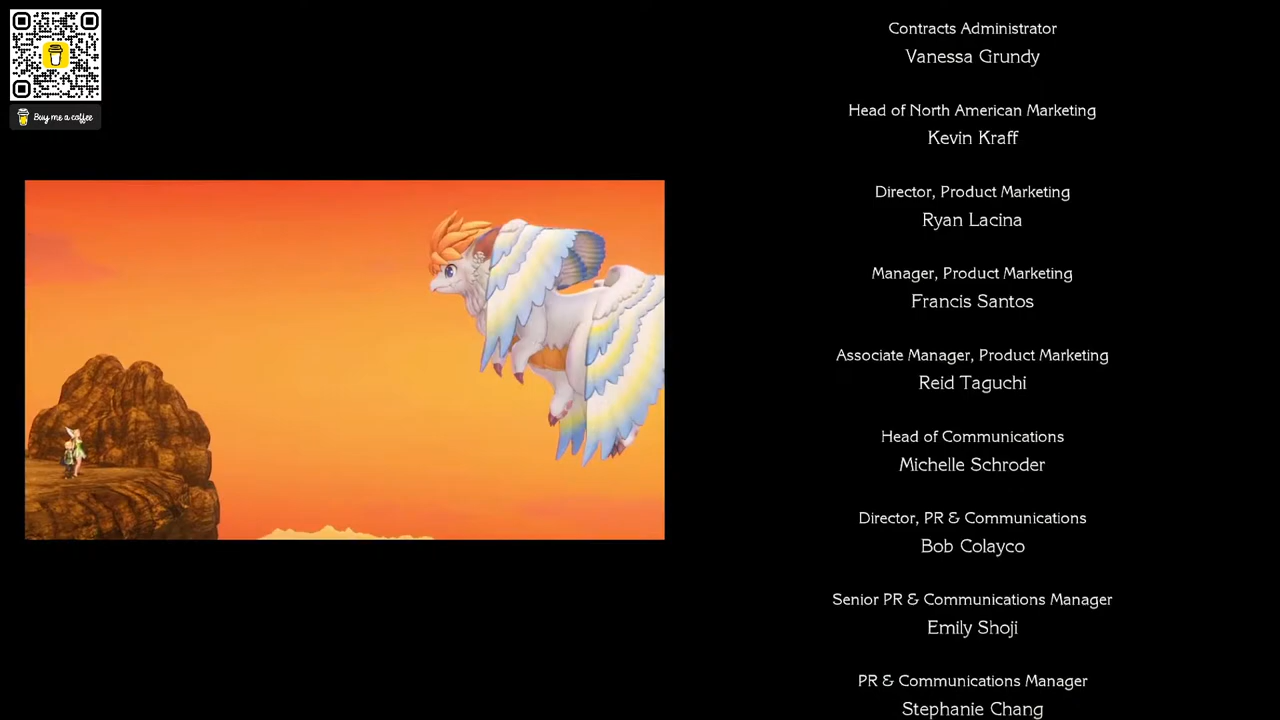 Buy me a coffee
Contracts Administrator
Vanessa Grundy
Head of North American Marketing
Kevin Kraff
Director, Product Marketing
Ryan Lacina
Manager, Product Marketing
Francis Santos
Associate Manager, Product Marketing
Reid Taguchi
Head of Communications
Michelle Schroder
Director, PR & Communications
Bob Colayco
Senior PR & Communications Manager
Emily Shoji
PR & Communications Manager
Stephanie Chang